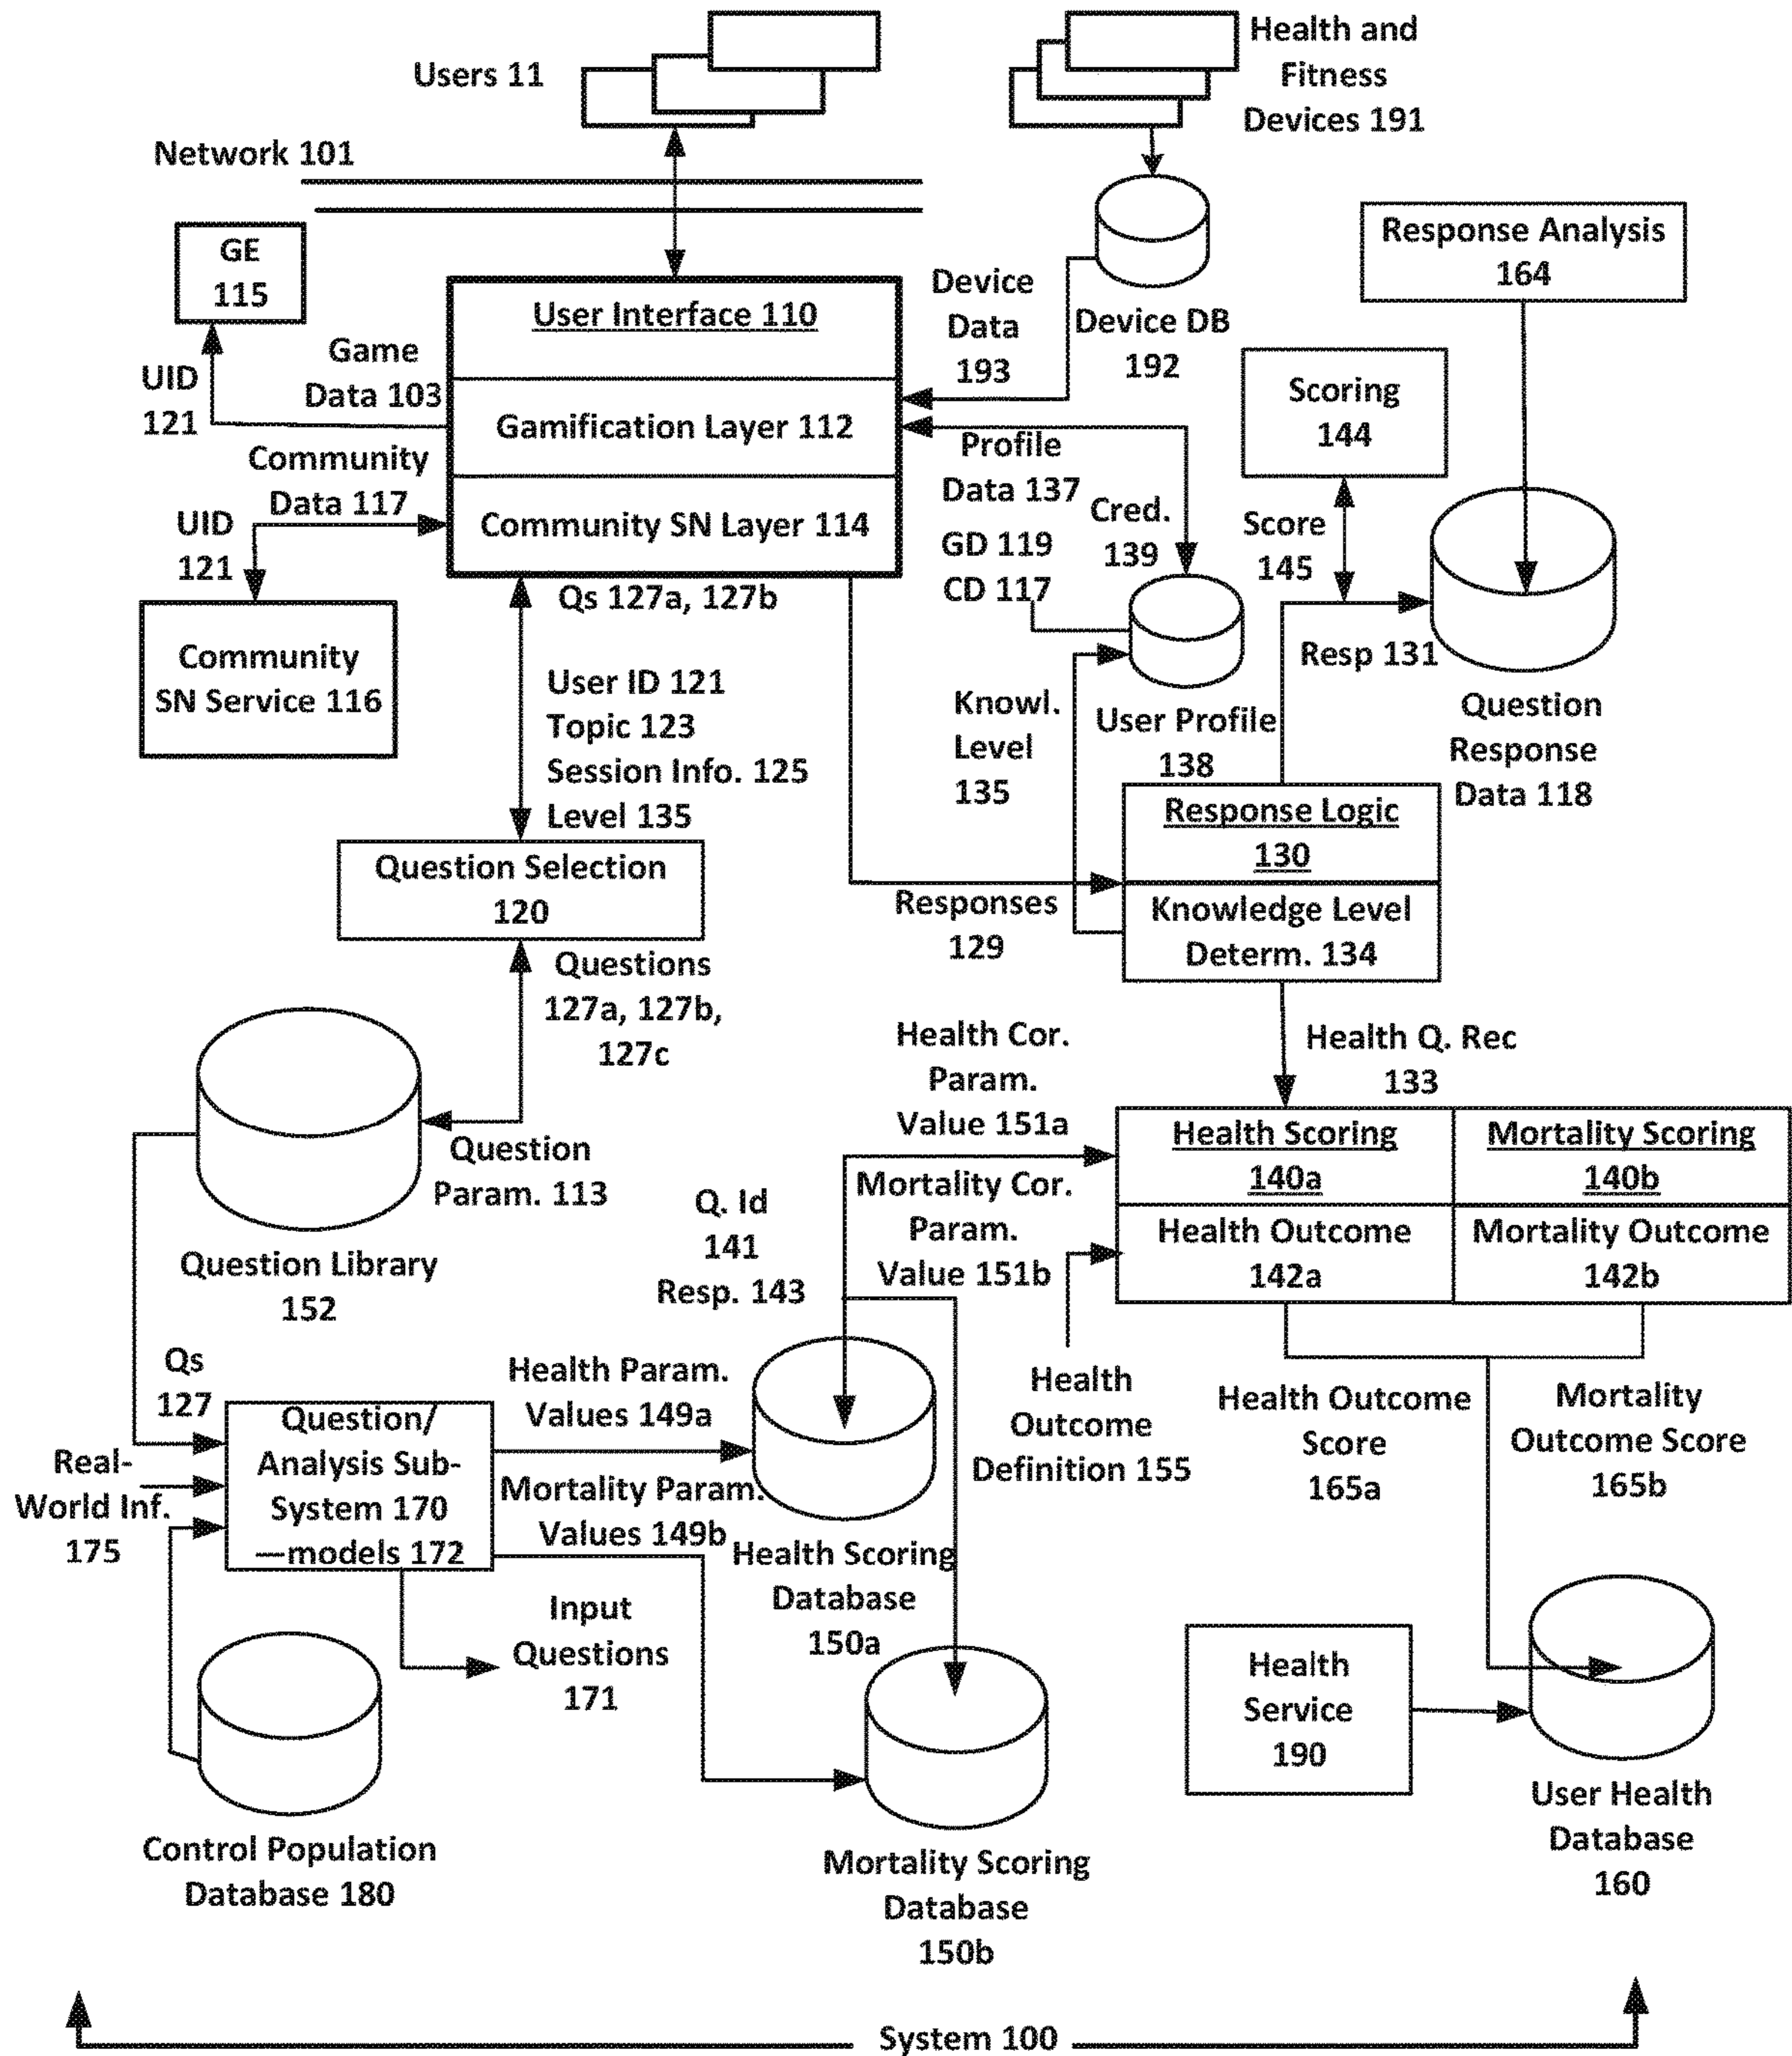 Users 11
Health and
Fitness
Devices 191
Network 101
GE
115
Response Analysis
164
User Interface 110
Device
Data
193
Device DB
192
Game
Data 103
UID
121
Gamification Layer 112
Scoring
144
Community
Data 117
Profile
Data 137
UID
121
Community SN Layer 114
Cred.
139
GD 119
CD 117
Score
145
Qs 127a, 127b
Community
SN Service 116
Resp 131
User ID 121
Topic 123
Session Info. 125
Level 135
Knowl.
Level
135
User Profile
138
Question
Response
Data 118
Response Logic
130
Question Selection
120
Responses
129
Knowledge Level
Determ. 134
Questions
127a, 127b,
127c
Health Cor.
Param.
Value 151a
Health Q. Rec
133
Question
Param. 113
Health Scoring
140a
Mortality Scoring
140b
Mortality Cor.
Param.
Value 151b
Q. Id
141
Resp. 143
Health Outcome
142a
Mortality Outcome
142b
Question Library
152
Qs
127
Health Param.
Values 149a
Health
Outcome
Definition 155
Health Outcome
Score
165a
Mortality
Outcome Score
165b
Question/
Analysis Sub-
System 170
—models 172
Real-
World Inf.
175
Mortality Param.
Values 149b
Health Scoring
Database
150a
Input
Questions
171
Health
Service
190
User Health
Database
160
Control Population
Database 180
Mortality Scoring
Database
150b
System 100